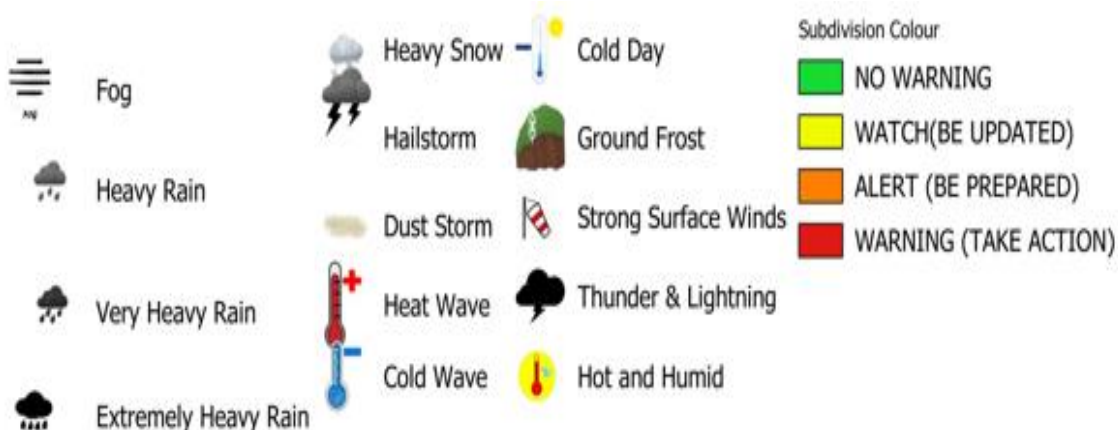 Fog
Heavy Rain
Very Heavy Rain
Extremely Heavy Rain
Heavy Snow
Hailstorm
Dust Storm
Heat Wave
Cold Wave
Cold Day
Ground Frost
Strong Surface Winds
Thunder & Lightning
Hot and Humid
Subdivision Colour
NO WARNING
WATCH(BE UPDATED)
ALERT (BE PREPARED)
WARNING (TAKE ACTION)